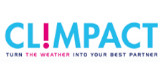 CL!MPACT
TURN THE WEATHER INTO YOUR BEST PARTNER